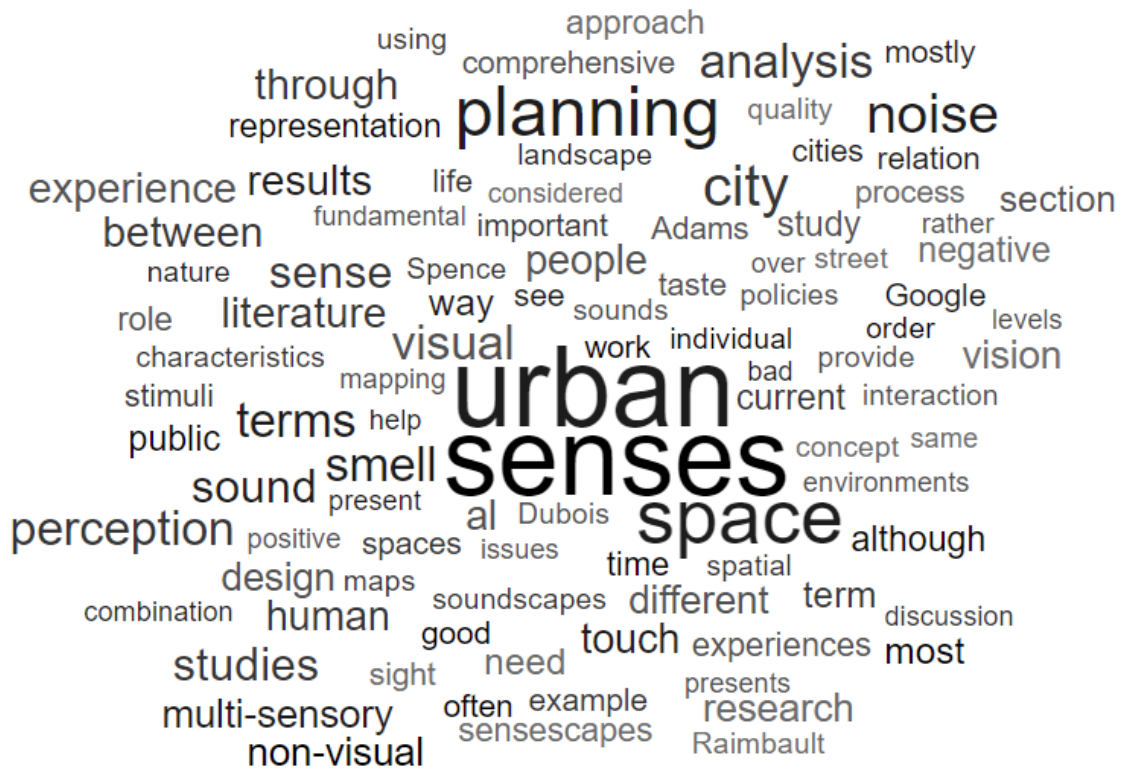 approach
using
comprehensive analysis mostly
through planning quality noise
representation
landscape cities relation
experience results life considered city process section
between fundamental important Adams study rather negative
nature sense Spence people over street
role literature way see sounds taste policies Google levels
characteristics visual work individual order provide vision
stimuli mapping urban bad current interaction
public terms help
sound smell senses concept same
present environments
perception positive spaces al Dubois issues space although
design maps time spatial
combination human soundscapes different term discussion
good touch experiences most
studies sight need
multi-sensory often example presents research
non-visual sensescapes Raimbault